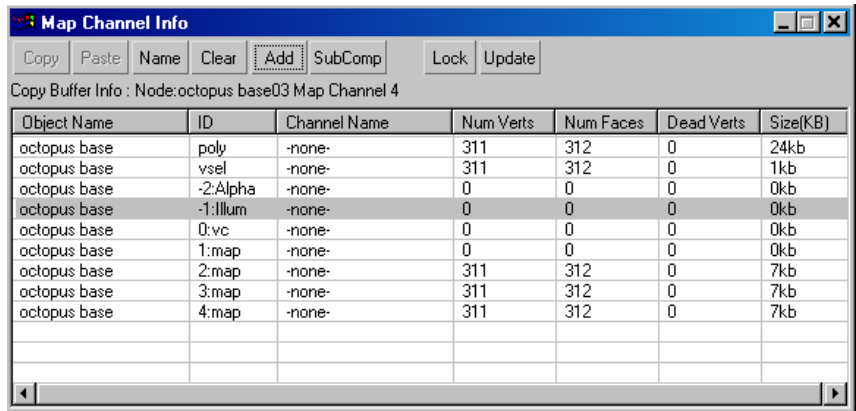 Map Channel Info
Copy Paste Name Clear Add SubComp Lock Update
Copy Buffer Info : Node:octopus base03 Map Channel 4
Object Name ID Channel Name Num Verts Num Faces Dead Verts Size(KB)
octopus base poly -none- 311 312 0 24kb
octopus base vsel -none- 311 312 0 1kb
octopus base -2:Alpha -none- 0 0 0 0kb
octopus base -1:Illum -none- 0 0 0 0kb
octopus base 0:vc -none- 0 0 0 0kb
octopus base 1:map -none- 0 0 0 0kb
octopus base 2:map -none- 311 312 0 7kb
octopus base 3:map -none- 311 312 0 7kb
octopus base 4:map -none- 311 312 0 7kb